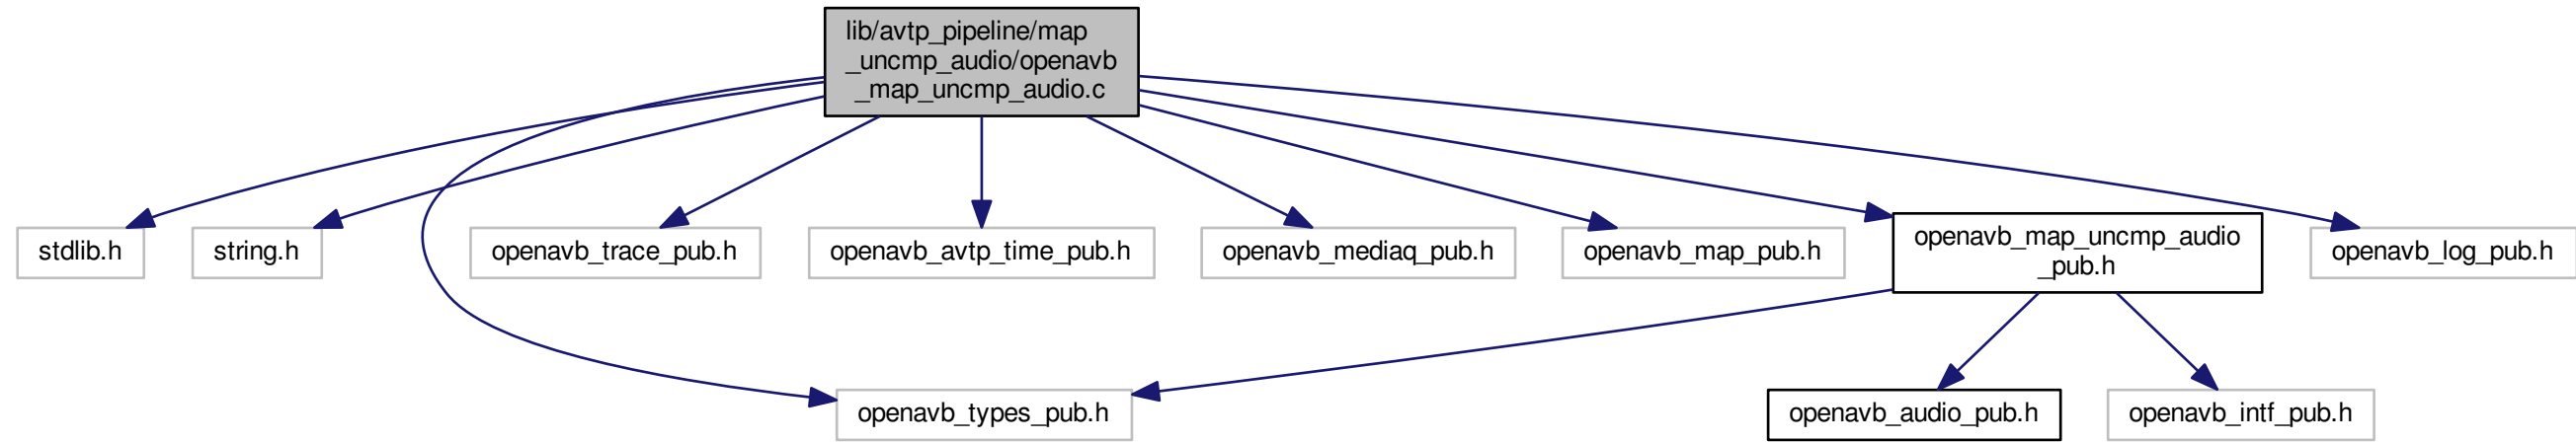 lib/avtp_pipeline/map
_uncmp_audio/openavb
_map_uncmp_audio.c
stdlib.h
string.h
openavb_trace_pub.h
openavb_avtp_time_pub.h
openavb_mediaq_pub.h
openavb_map_pub.h
openavb_map_uncmp_audio
_pub.h
openavb_log_pub.h
openavb_types_pub.h
openavb_audio_pub.h
openavb_intf_pub.h